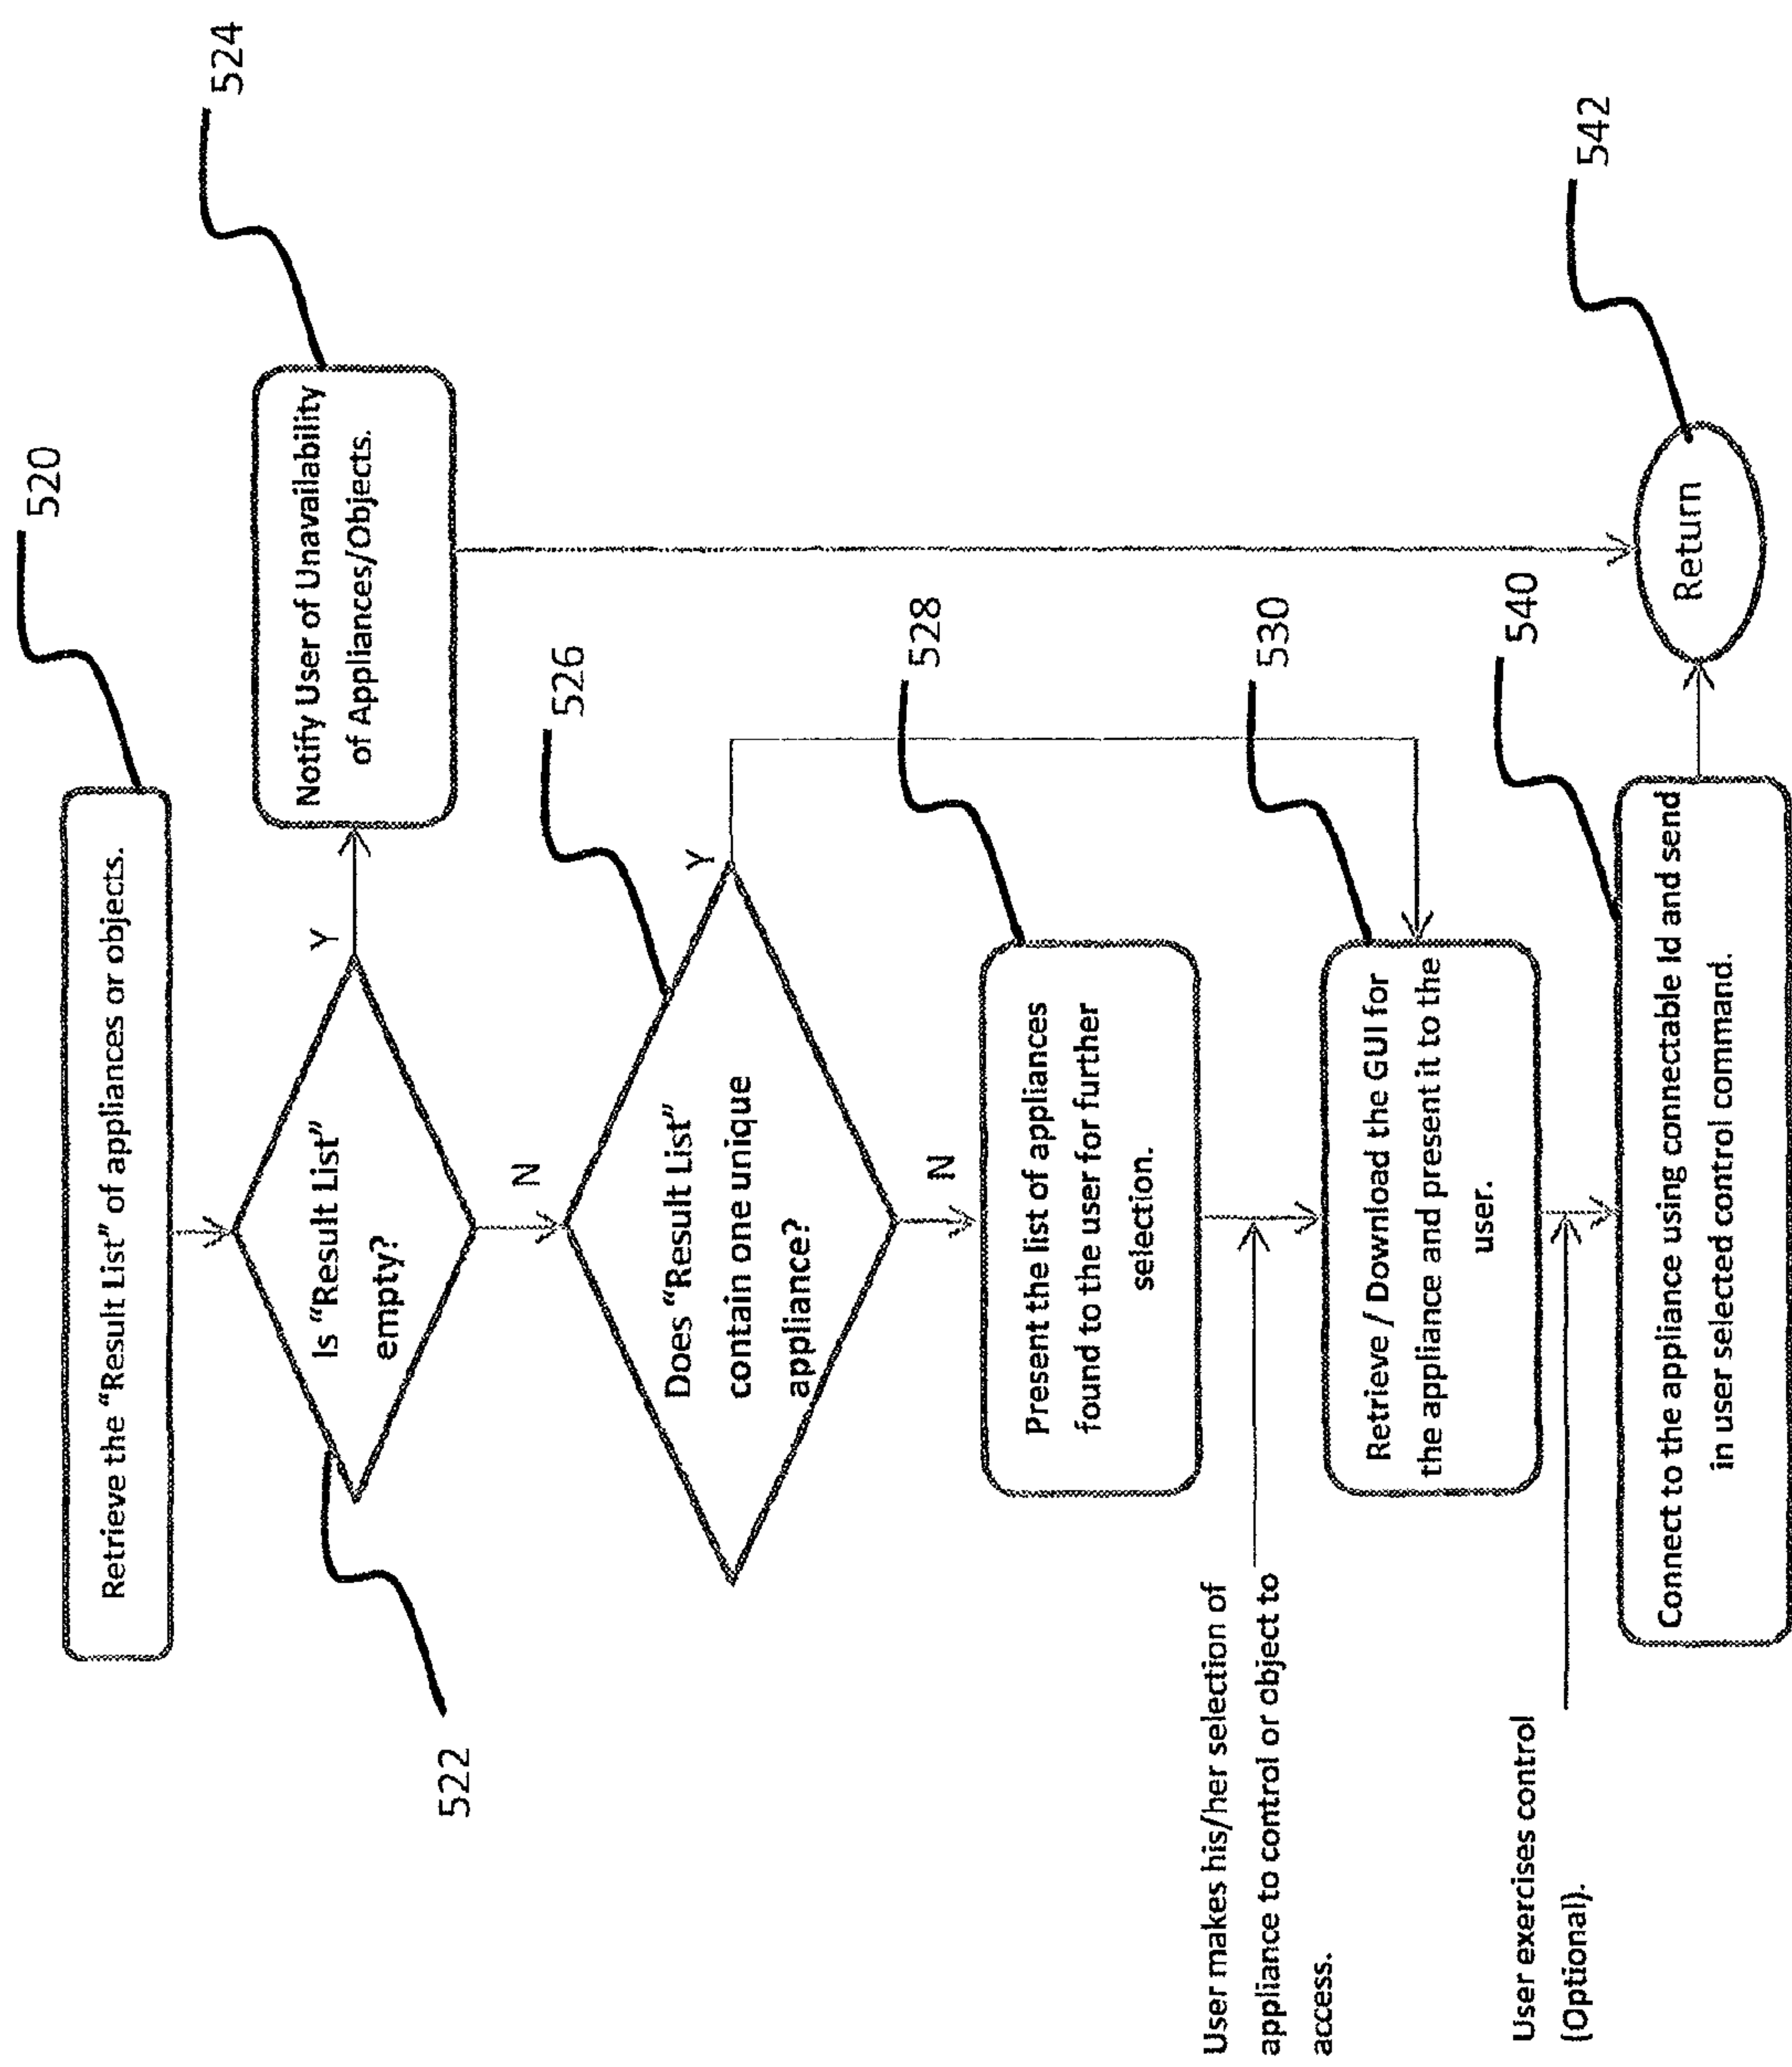 520
Retrieve the “Result List” of appliances or objects.
524
Is “Result List”
empty?
Y
N
522
Notify User of Unavailability
of Appliances/Objects.
526
Does “Result List”
contain one unique
appliance?
Y
N
528
Present the list of appliances
found to the user for further
selection.
User makes his/her selection of
appliance to control or object to
access.
530
Retrieve / Download the GUI for
the appliance and present it to the
user.
User exercises control
(Optional).
540
Connect to the appliance using connectable Id and send
in user selected control command.
542
Return